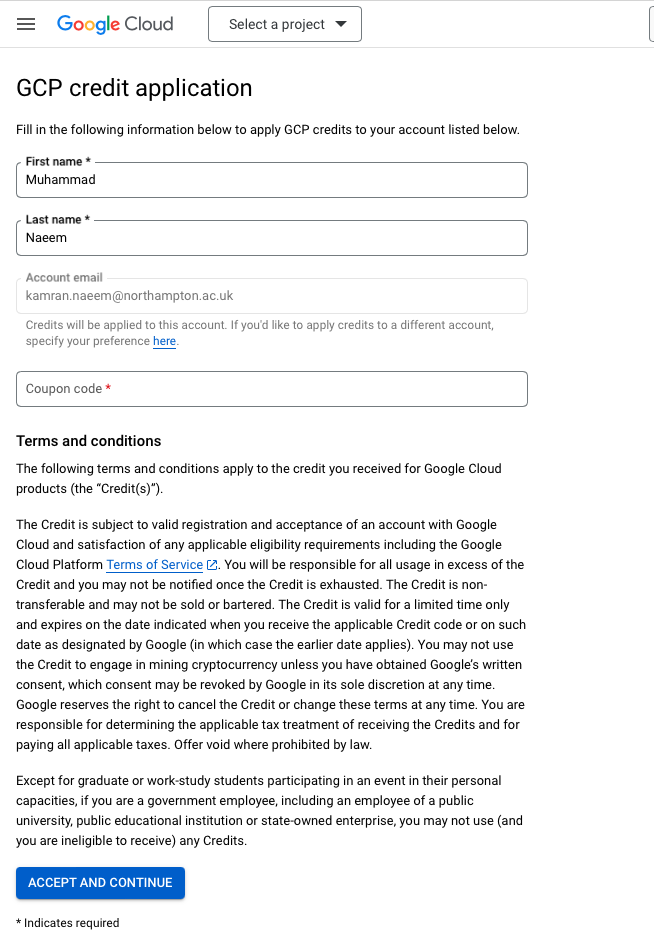 Google Cloud
Select a project
GCP credit application
Fill in the following information below to apply GCP credits to your account listed below.
First name *
Muhammad
Last name *
Naeem
Account email
kamran.naeem@northampton.ac.uk
Credits will be applied to this account. If you'd like to apply credits to a different account,
specify your preference here.
Coupon code *
Terms and conditions
The following terms and conditions apply to the credit you received for Google Cloud
products (the “Credit(s)”).
The Credit is subject to valid registration and acceptance of an account with Google
Cloud and satisfaction of any applicable eligibility requirements including the Google
Cloud Platform Terms of Service. You will be responsible for all usage in excess of the
Credit and you may not be notified once the Credit is exhausted. The Credit is non-
transferable and may not be sold or bartered. The Credit is valid for a limited time only
and expires on the date indicated when you receive the applicable Credit code or on such
date as designated by Google (in which case the earlier date applies). You may not use
the Credit to engage in mining cryptocurrency unless you have obtained Google’s written
consent, which consent may be revoked by Google in its sole discretion at any time.
Google reserves the right to cancel the Credit or change these terms at any time. You are
responsible for determining the applicable tax treatment of receiving the Credits and for
paying all applicable taxes. Offer void where prohibited by law.
Except for graduate or work-study students participating in an event in their personal
capacities, if you are a government employee, including an employee of a public
university, public educational institution or state-owned enterprise, you may not use (and
you are ineligible to receive) any Credits.
ACCEPT AND CONTINUE
* Indicates required